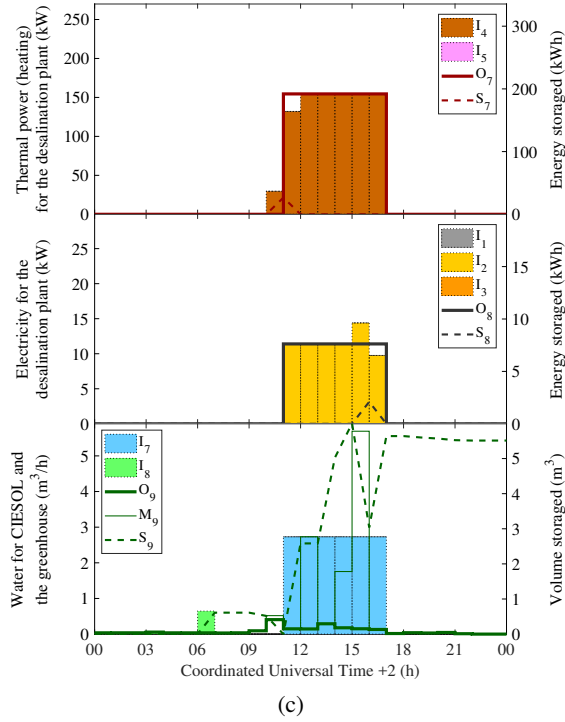 Thermal power (heating)
for the desalination plant (kW)
250
200
150
100
50
0
I4
I5
O7
S7
300
200
100
0
Energy storaged (kWh)
Electricity for the
desalination plant (kW)
25
20
15
10
5
0
I1
I2
I3
O8
S8
15
10
5
0
Energy storaged (kWh)
Water for CIESOL and
the greenhouse (m³/h)
5
4
3
2
1
0
I7
I8
O9
M9
S9
5
4
3
2
1
0
Volume storaged (m³)
00 03 06 09 12 15 18 21 00
Coordinated Universal Time +2 (h)
(c)